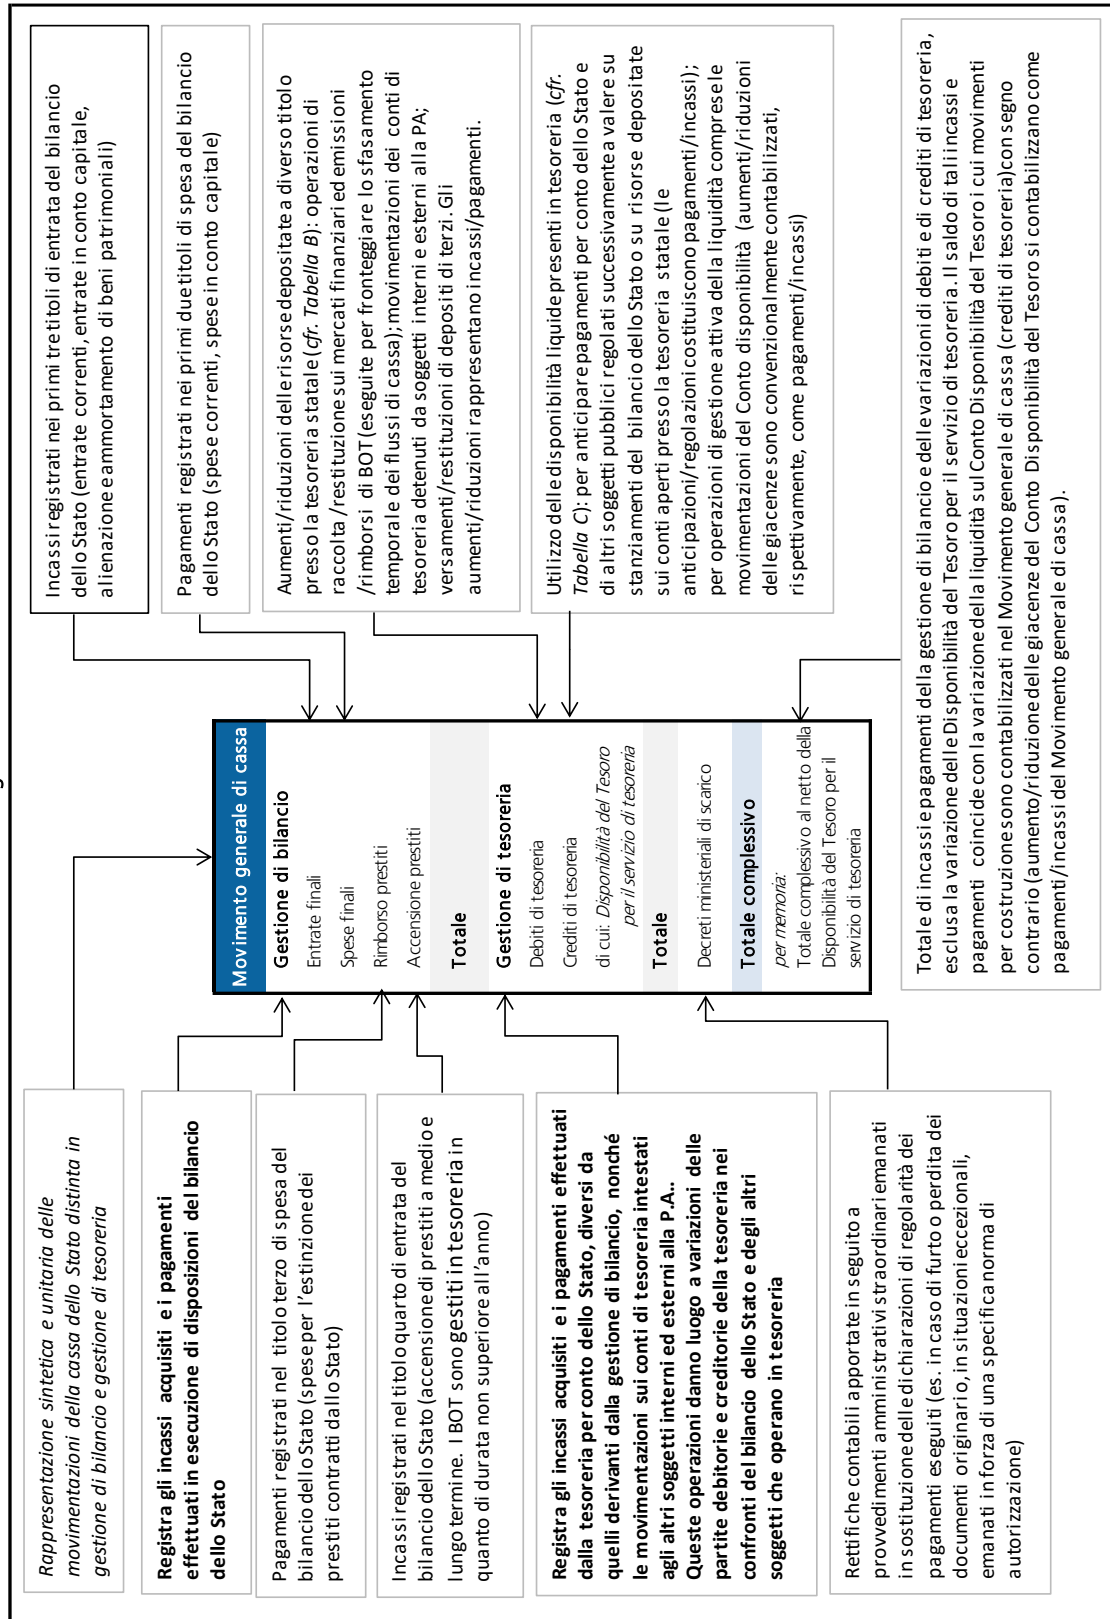 Rappresentazione sintetica e unitaria delle
movimentazioni della cassa dello Stato distinta in
gestione di bilancio e gestione di tesoreria
Registra gli incassi acquisiti e i pagamenti
effettuati in esecuzione di disposizioni del bilancio
dello Stato
Pagamenti registrati nel titolo terzo di spesa del
bilancio dello Stato (spese per l'estinzione dei
prestiti contratti dallo Stato)
Incassi registrati nel titolo quarto di entrata del
bilancio dello Stato (accensione di prestiti a medio e
lungo termine. I BOT sono gestiti in tesoreria in
quanto di durata non superiore all'anno)
Registra gli incassi acquisiti e i pagamenti effettuati
dalla tesoreria per conto dello Stato, diversi da
quelli derivanti dalla gestione di bilancio, nonché
le movimentazioni sui conti di tesoreria intestati
agli altri soggetti interni ed esterni alla P.A..
Queste operazioni danno luogo a variazioni delle
partite debitorie e creditorie della tesoreria nei
confronti del bilancio dello Stato e degli altri
soggetti che operano in tesoreria
Rettifiche contabili apportate in seguito a
provvedimenti amministrativi straordinari emanati
in sostituzione delle dichiarazioni di regolarità dei
pagamenti eseguiti (es. in caso di furto o perdita dei
documenti originario, in situazioni eccezionali,
emanati in forza di una specifica norma di
autorizzazione)
Movimento generale di cassa
Gestione di bilancio
Entrate finali
Spese finali
Rimborso prestiti
Accensione prestiti
Totale
Gestione di tesoreria
Debiti di tesoreria
Crediti di tesoreria
di cui: Disponibilità del Tesoro
per il servizio di tesoreria
Totale
Decreti ministeriali di scarico
Totale complessivo
per memoria:
Totale complessivo al netto della
Disponibilità del Tesoro per il
servizio di tesoreria
Incassi registrati nei primi tre titoli di entrata del bilancio
dello Stato (entrate correnti, entrate in conto capitale,
alienazione e ammortamento di beni patrimoniali)
Pagamenti registrati nei primi due titoli di spesa del bilancio
dello Stato (spese correnti, spese in conto capitale)
Aumenti/riduzioni delle risorse depositate a diverso titolo
presso la tesoreria statale (cfr. Tabella B): operazioni di
raccolta /restituzione sui mercati finanziari ed emissioni
/rimborsi di BOT (eseguite per fronteggiare lo sfasamento
temporale dei flussi di cassa); movimentazioni dei conti di
tesoreria detenuti da soggetti interni e esterni alla PA;
versamenti/restituzioni di depositi di terzi. Gli
aumenti/riduzioni rappresentano incassi/pagamenti.
Utilizzo delle disponibilità liquide presenti in tesoreria (cfr.
Tabella C): per anticipare pagamenti per conto dello Stato e
di altri soggetti pubblici regolati successivamente a valere su
stanziamenti del bilancio dello Stato o su risorse depositate
sui conti aperti presso la tesoreria statale (le
anticipazioni/regolazioni costituiscono pagamenti/incassi);
per operazioni di gestione attiva della liquidità comprese le
movimentazioni del Conto disponibilità (aumenti/riduzioni
delle giacenze sono convenzionalmente contabilizzati,
rispettivamente, come pagamenti/incassi)
Totale di incassi e pagamenti della gestione di bilancio e delle variazioni di debiti e di crediti di tesoreria,
esclusa la variazione delle Disponibilità del Tesoro per il servizio di tesoreria. Il saldo di tali incassi e
pagamenti coincide con la variazione della liquidità sul Conto Disponibilità del Tesoro i cui movimenti
per costruzione sono contabilizzati nel Movimento generale di cassa (crediti di tesoreria)con segno
contrario (aumento/riduzione delle giacenze del Conto Disponibilità del Tesoro si contabilizzano come
pagamenti/incassi del Movimento generale di cassa).